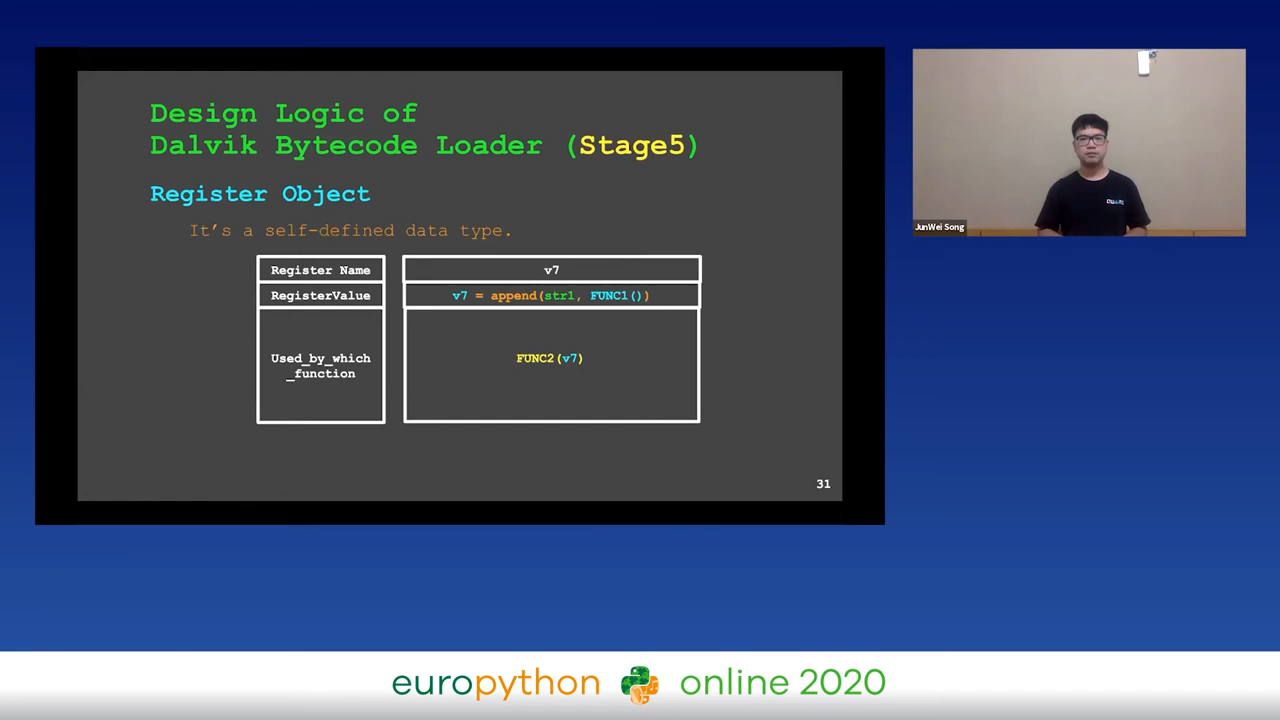 Design Logic of
Dalvik Bytecode Loader (Stage5)
Register Object
It’s a self-defined data type.
Register Name
v7
RegisterValue
v7 = append(str1, FUNC1())
Used_by_which
_function
FUNC2(v7)
31
JunWei Song
europython online 2020